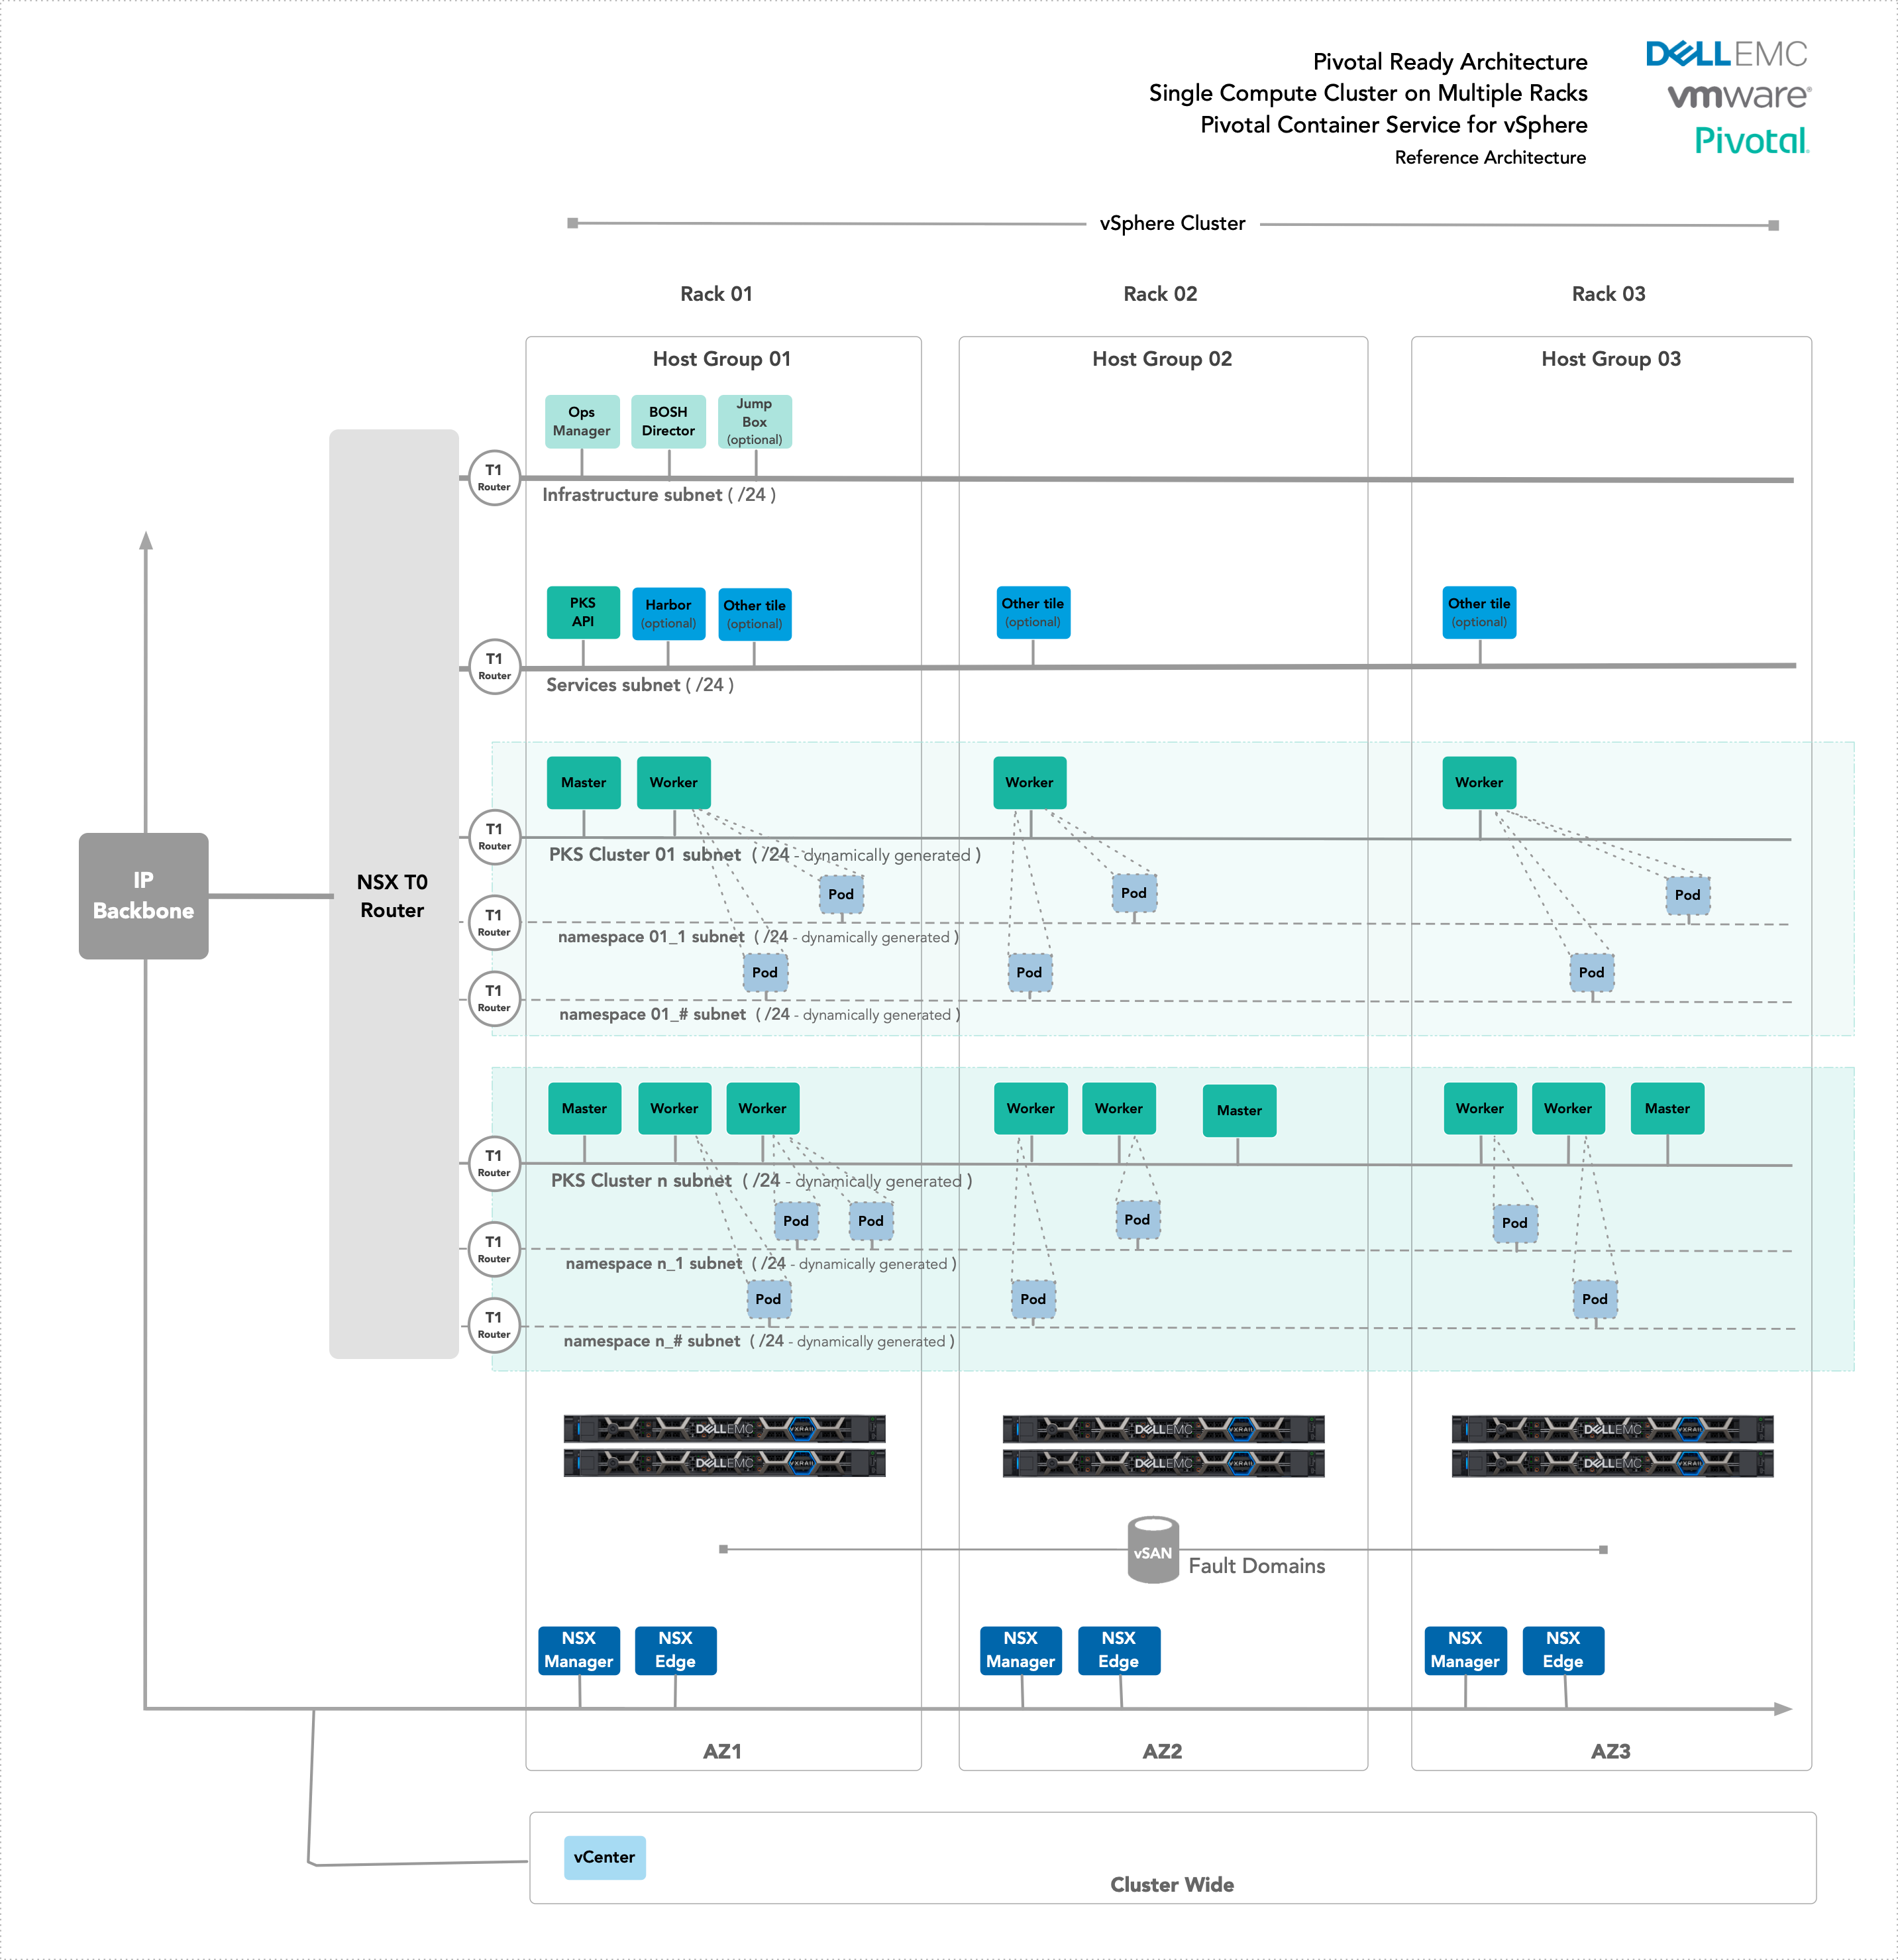 Pivotal Ready Architecture
Single Compute Cluster on Multiple Racks
Pivotal Container Service for vSphere
Reference Architecture
DELLEMC
vmware®
Pivotal.
vSphere Cluster
Rack 01
Rack 02
Rack 03
Host Group 01
Host Group 02
Host Group 03
Ops
Manager
BOSH
Director
Jump
Box
(optional)
T1
Router
Infrastructure subnet ( /24 )
PKS
API
Harbor
(optional)
Other tile
(optional)
Other tile
(optional)
Other tile
(optional)
T1
Router
Services subnet ( /24 )
IP
Backbone
NSX T0
Router
Master
Worker
Worker
Worker
T1
Router
PKS Cluster 01 subnet ( /24 - dynamically generated )
Pod
Pod
Pod
T1
Router
namespace 01_1 subnet ( /24 - dynamically generated )
Pod
Pod
Pod
T1
Router
namespace 01_# subnet ( /24 - dynamically generated )
Master
Worker
Worker
Worker
Worker
Master
Worker
Worker
Master
T1
Router
PKS Cluster n subnet ( /24 - dynamically generated )
Pod
Pod
Pod
Pod
T1
Router
namespace n_1 subnet ( /24 - dynamically generated )
Pod
Pod
Pod
T1
Router
namespace n_# subnet ( /24 - dynamically generated )
DELLEMC VXRAIL
DELLEMC VXRAIL
DELLEMC VXRAIL
DELLEMC VXRAIL
DELLEMC VXRAIL
DELLEMC VXRAIL
vSAN
Fault Domains
NSX
Manager
NSX
Edge
NSX
Manager
NSX
Edge
NSX
Manager
NSX
Edge
AZ1
AZ2
AZ3
vCenter
Cluster Wide